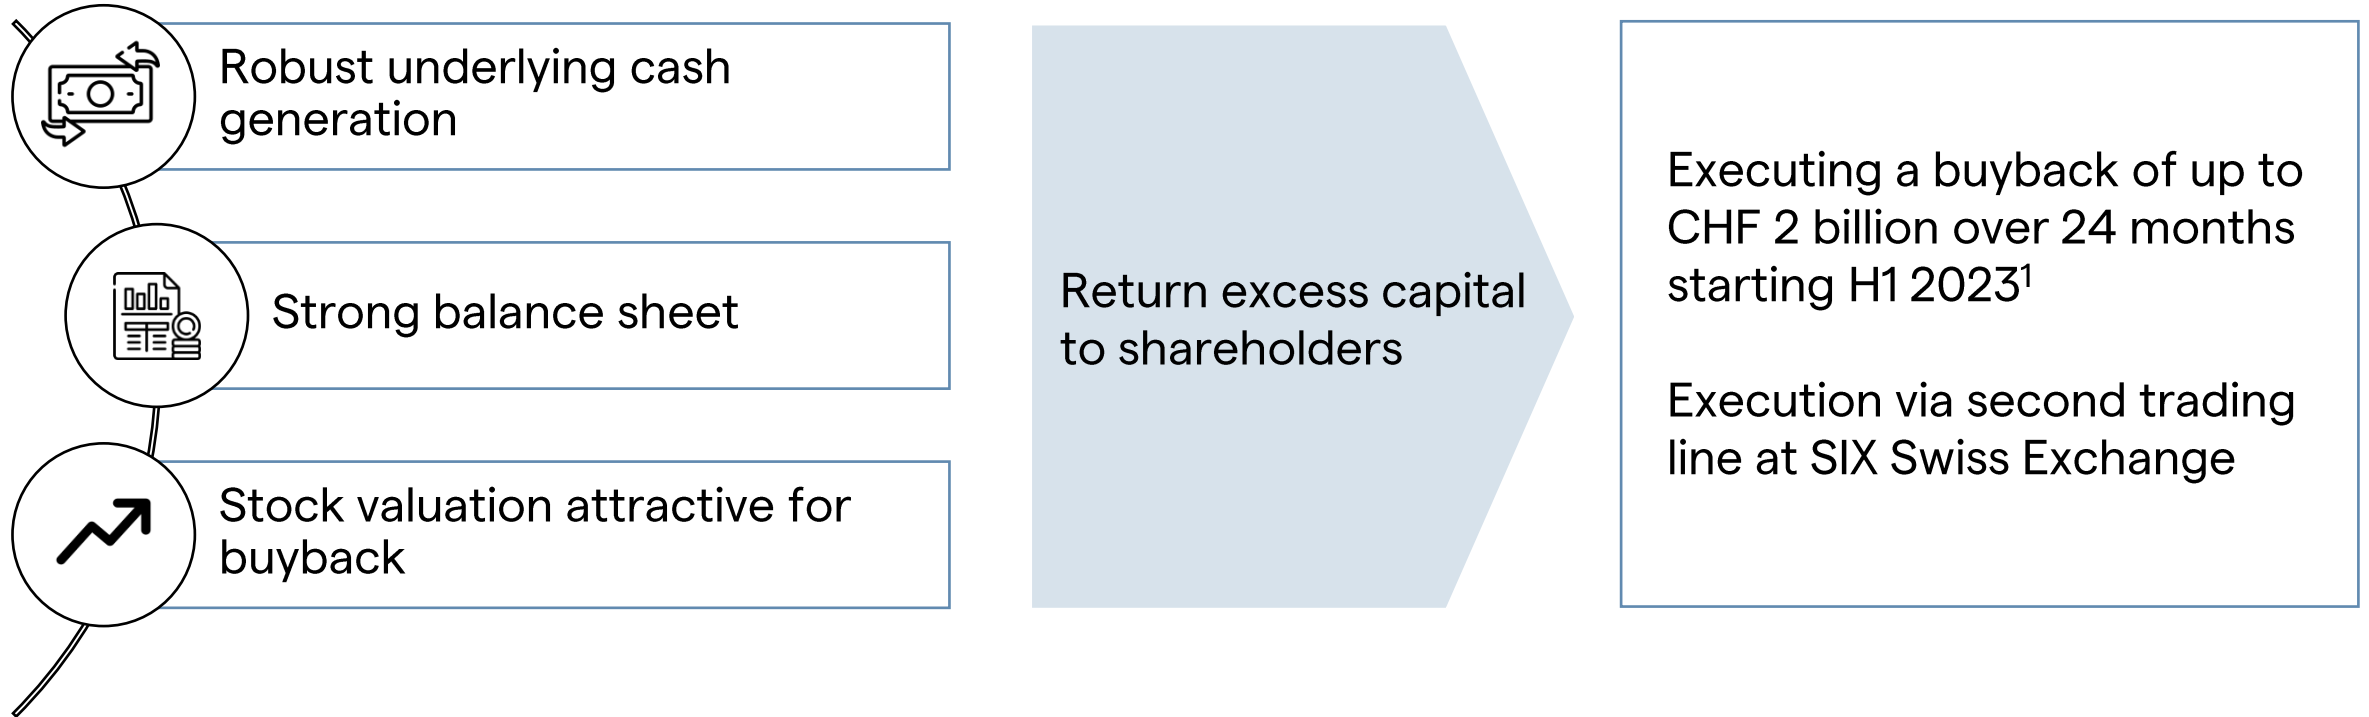 Robust underlying cash
generation
Strong balance sheet
Stock valuation attractive for
buyback
Return excess capital
to shareholders
Executing a buyback of up to
CHF 2 billion over 24 months
starting H1 2023¹
Execution via second trading
line at SIX Swiss Exchange